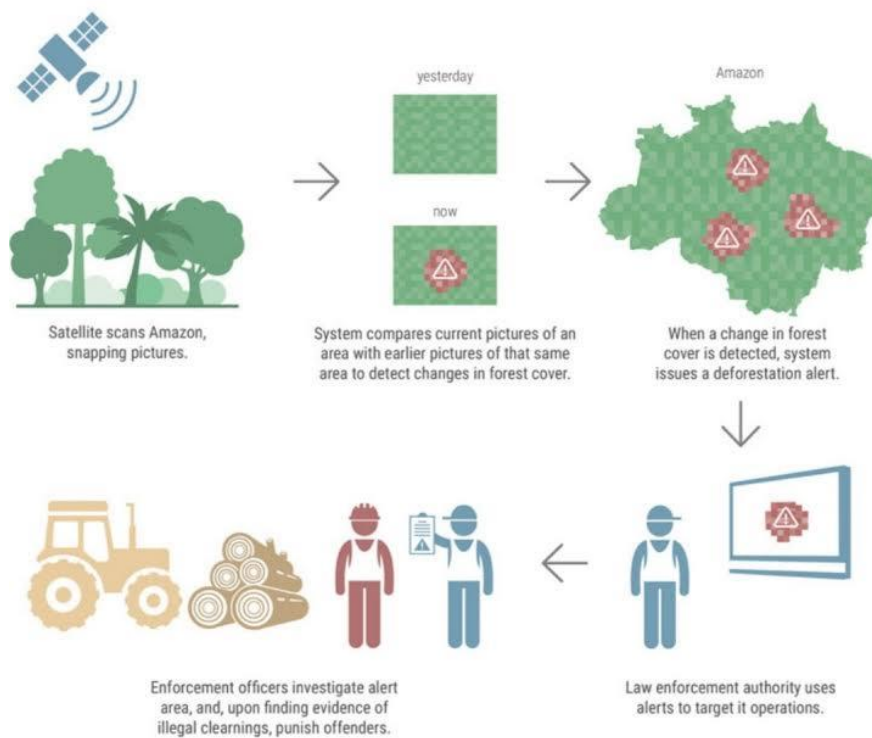 yesterday
Amazon
now
Satellite scans Amazon,
snapping pictures.
System compares current pictures of an
area with earlier pictures of that same
area to detect changes in forest cover.
When a change in forest
cover is detected, system
issues a deforestation alert.
Law enforcement authority uses
alerts to target it operations.
Enforcement officers investigate alert
area, and, upon finding evidence of
illegal clearnings, punish offenders.